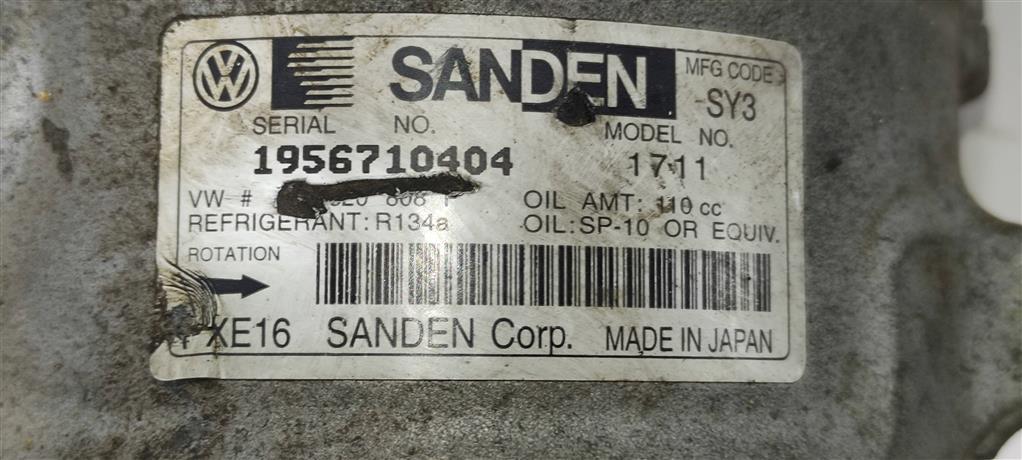 VW SANDEN MFG CODE
SY3
SERIAL NO. MODEL NO.
1956710404 1711
VW # OIL AMT: 110 cc
REFRIGERANT: R134a OIL: SP-10 OR EQUIV.
ROTATION
XE16 SANDEN Corp. MADE IN JAPAN